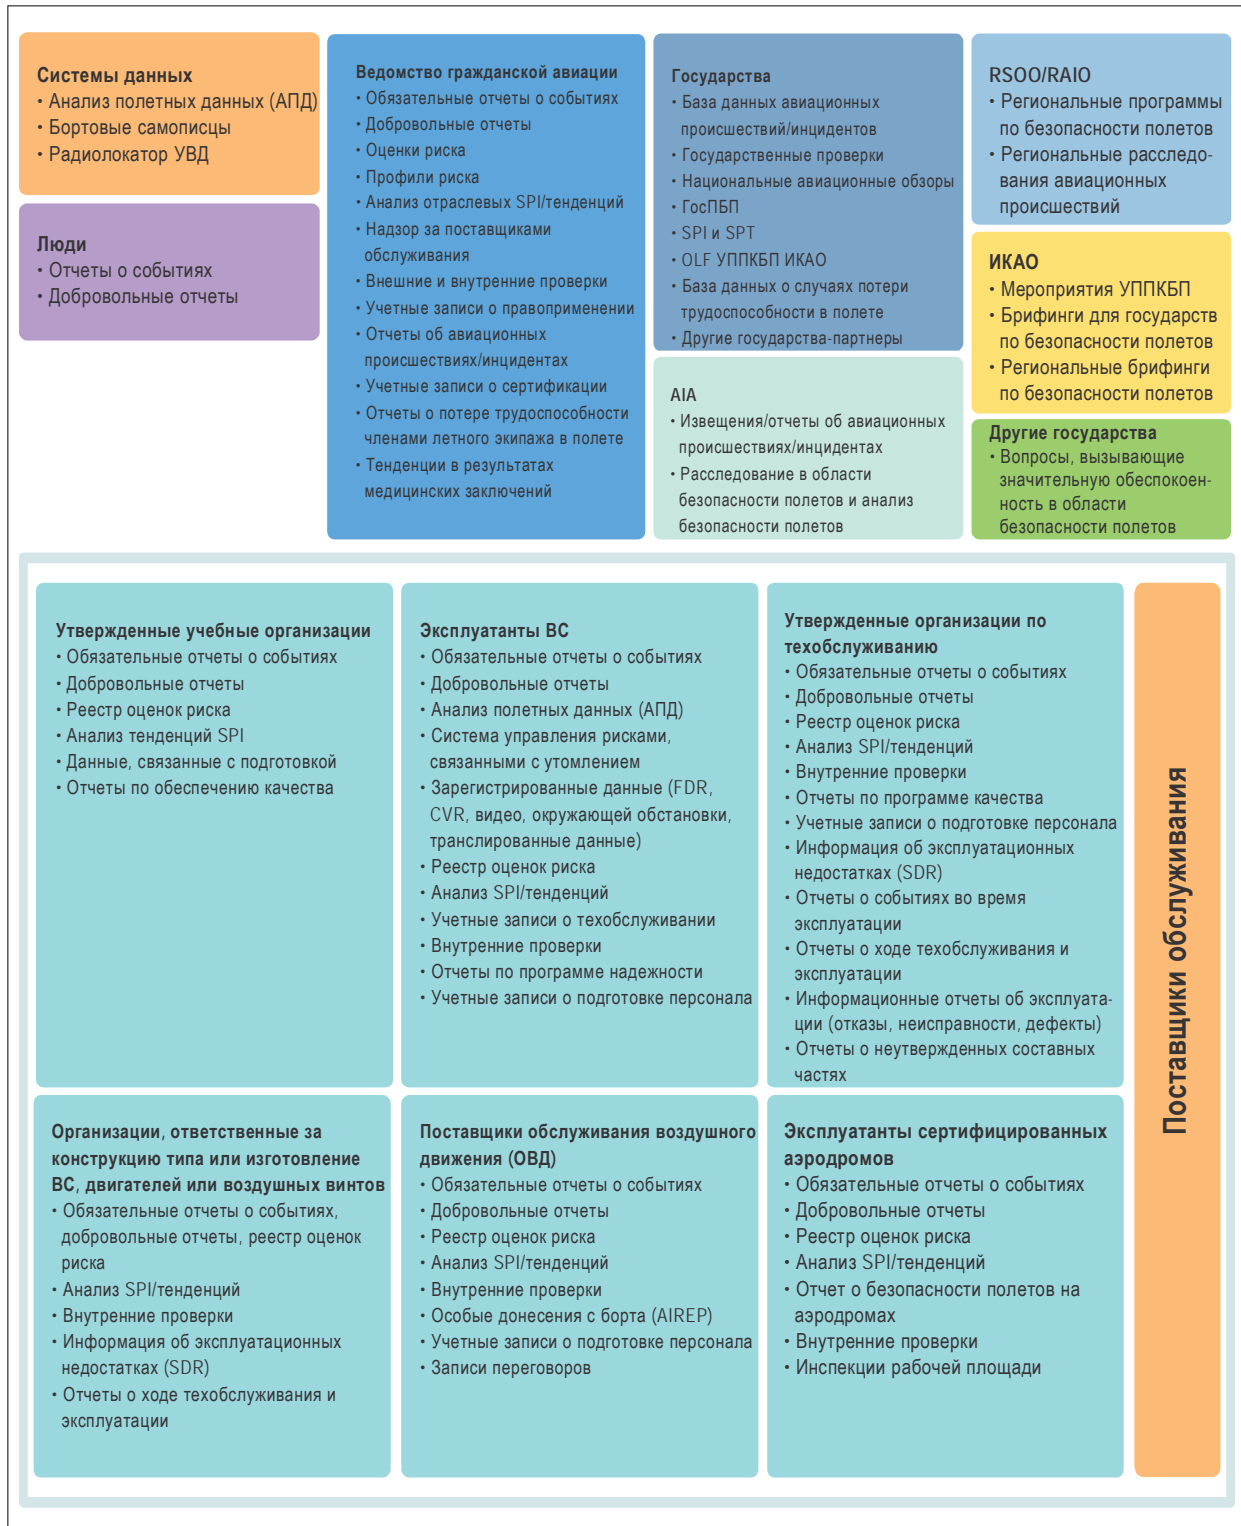 Системы данных
• Анализ полетных данных (АПД)
• Бортовые самописцы
• Радиолокатор УВД
Люди
• Отчеты о событиях
• Добровольные отчеты
Ведомство гражданской авиации
• Обязательные отчеты о событиях
• Добровольные отчеты
• Оценки риска
• Профили риска
• Анализ отраслевых SPI/тенденций
• Надзор за поставщиками
обслуживания
• Внешние и внутренние проверки
• Учетные записи о правоприменении
• Отчеты об авиационных
происшествиях/инцидентах
• Учетные записи о сертификации
• Отчеты о потере трудоспособности
членами летного экипажа в полете
• Тенденции в результатах
медицинских заключений
Государства
• База данных авиационных
происшествий/инцидентов
• Государственные проверки
• Национальные авиационные обзоры
• ГосПБП
• SPI и SPT
• OLF УППКБП ИКАО
• База данных о случаях потери
трудоспособности в полете
• Другие государства-партнеры
AIA
• Извещения/отчеты об авиационных
происшествиях/инцидентах
• Расследование в области
безопасности полетов и анализ
безопасности полетов
RSOO/RAIO
• Региональные программы
по безопасности полетов
• Региональные расследо-
вания авиационных
происшествий
ИКАО
• Мероприятия УППКБП
• Брифинги для государств
по безопасности полетов
• Региональные брифинги
по безопасности полетов
Другие государства
• Вопросы, вызывающие
значительную обеспокоен-
ность в области
безопасности полетов
Утвержденные учебные организации
• Обязательные отчеты о событиях
• Добровольные отчеты
• Реестр оценок риска
• Анализ тенденций SPI
• Данные, связанные с подготовкой
• Отчеты по обеспечению качества
Эксплуатанты ВС
• Обязательные отчеты о событиях
• Добровольные отчеты
• Анализ полетных данных (АПД)
• Система управления рисками,
связанными с утомлением
• Зарегистрированные данные (FDR,
CVR, видео, окружающей обстановки,
транслированные данные)
• Реестр оценок риска
• Анализ SPI/тенденций
• Учетные записи о техобслуживании
• Внутренние проверки
• Отчеты по программе надежности
• Учетные записи о подготовке персонала
Утвержденные организации по
техобслуживанию
• Обязательные отчеты о событиях
• Добровольные отчеты
• Реестр оценок риска
• Анализ SPI/тенденций
• Внутренние проверки
• Отчеты по программе качества
• Учетные записи о подготовке персонала
• Информация об эксплуатационных
недостатках (SDR)
• Отчеты о событиях во время
эксплуатации
• Отчеты о ходе техобслуживания и
эксплуатации
• Информационные отчеты об эксплуата-
ции (отказы, неисправности, дефекты)
• Отчеты о неутвержденных составных
частях
Организации, ответственные за
конструкцию типа или изготовление
ВС, двигателей или воздушных винтов
• Обязательные отчеты о событиях,
добровольные отчеты, реестр оценок
риска
• Анализ SPI/тенденций
• Внутренние проверки
• Информация об эксплуатационных
недостатках (SDR)
• Отчеты о ходе техобслуживания и
эксплуатации
Поставщики обслуживания воздушного
движения (ОВД)
• Обязательные отчеты о событиях
• Добровольные отчеты
• Реестр оценок риска
• Анализ SPI/тенденций
• Внутренние проверки
• Особые донесения с борта (AIREP)
• Учетные записи о подготовке персонала
• Записи переговоров
Эксплуатанты сертифицированных
аэродромов
• Обязательные отчеты о событиях
• Добровольные отчеты
• Реестр оценок риска
• Анализ SPI/тенденций
• Отчет о безопасности полетов на
аэродромах
• Внутренние проверки
• Инспекции рабочей площади
Поставщики обслуживания